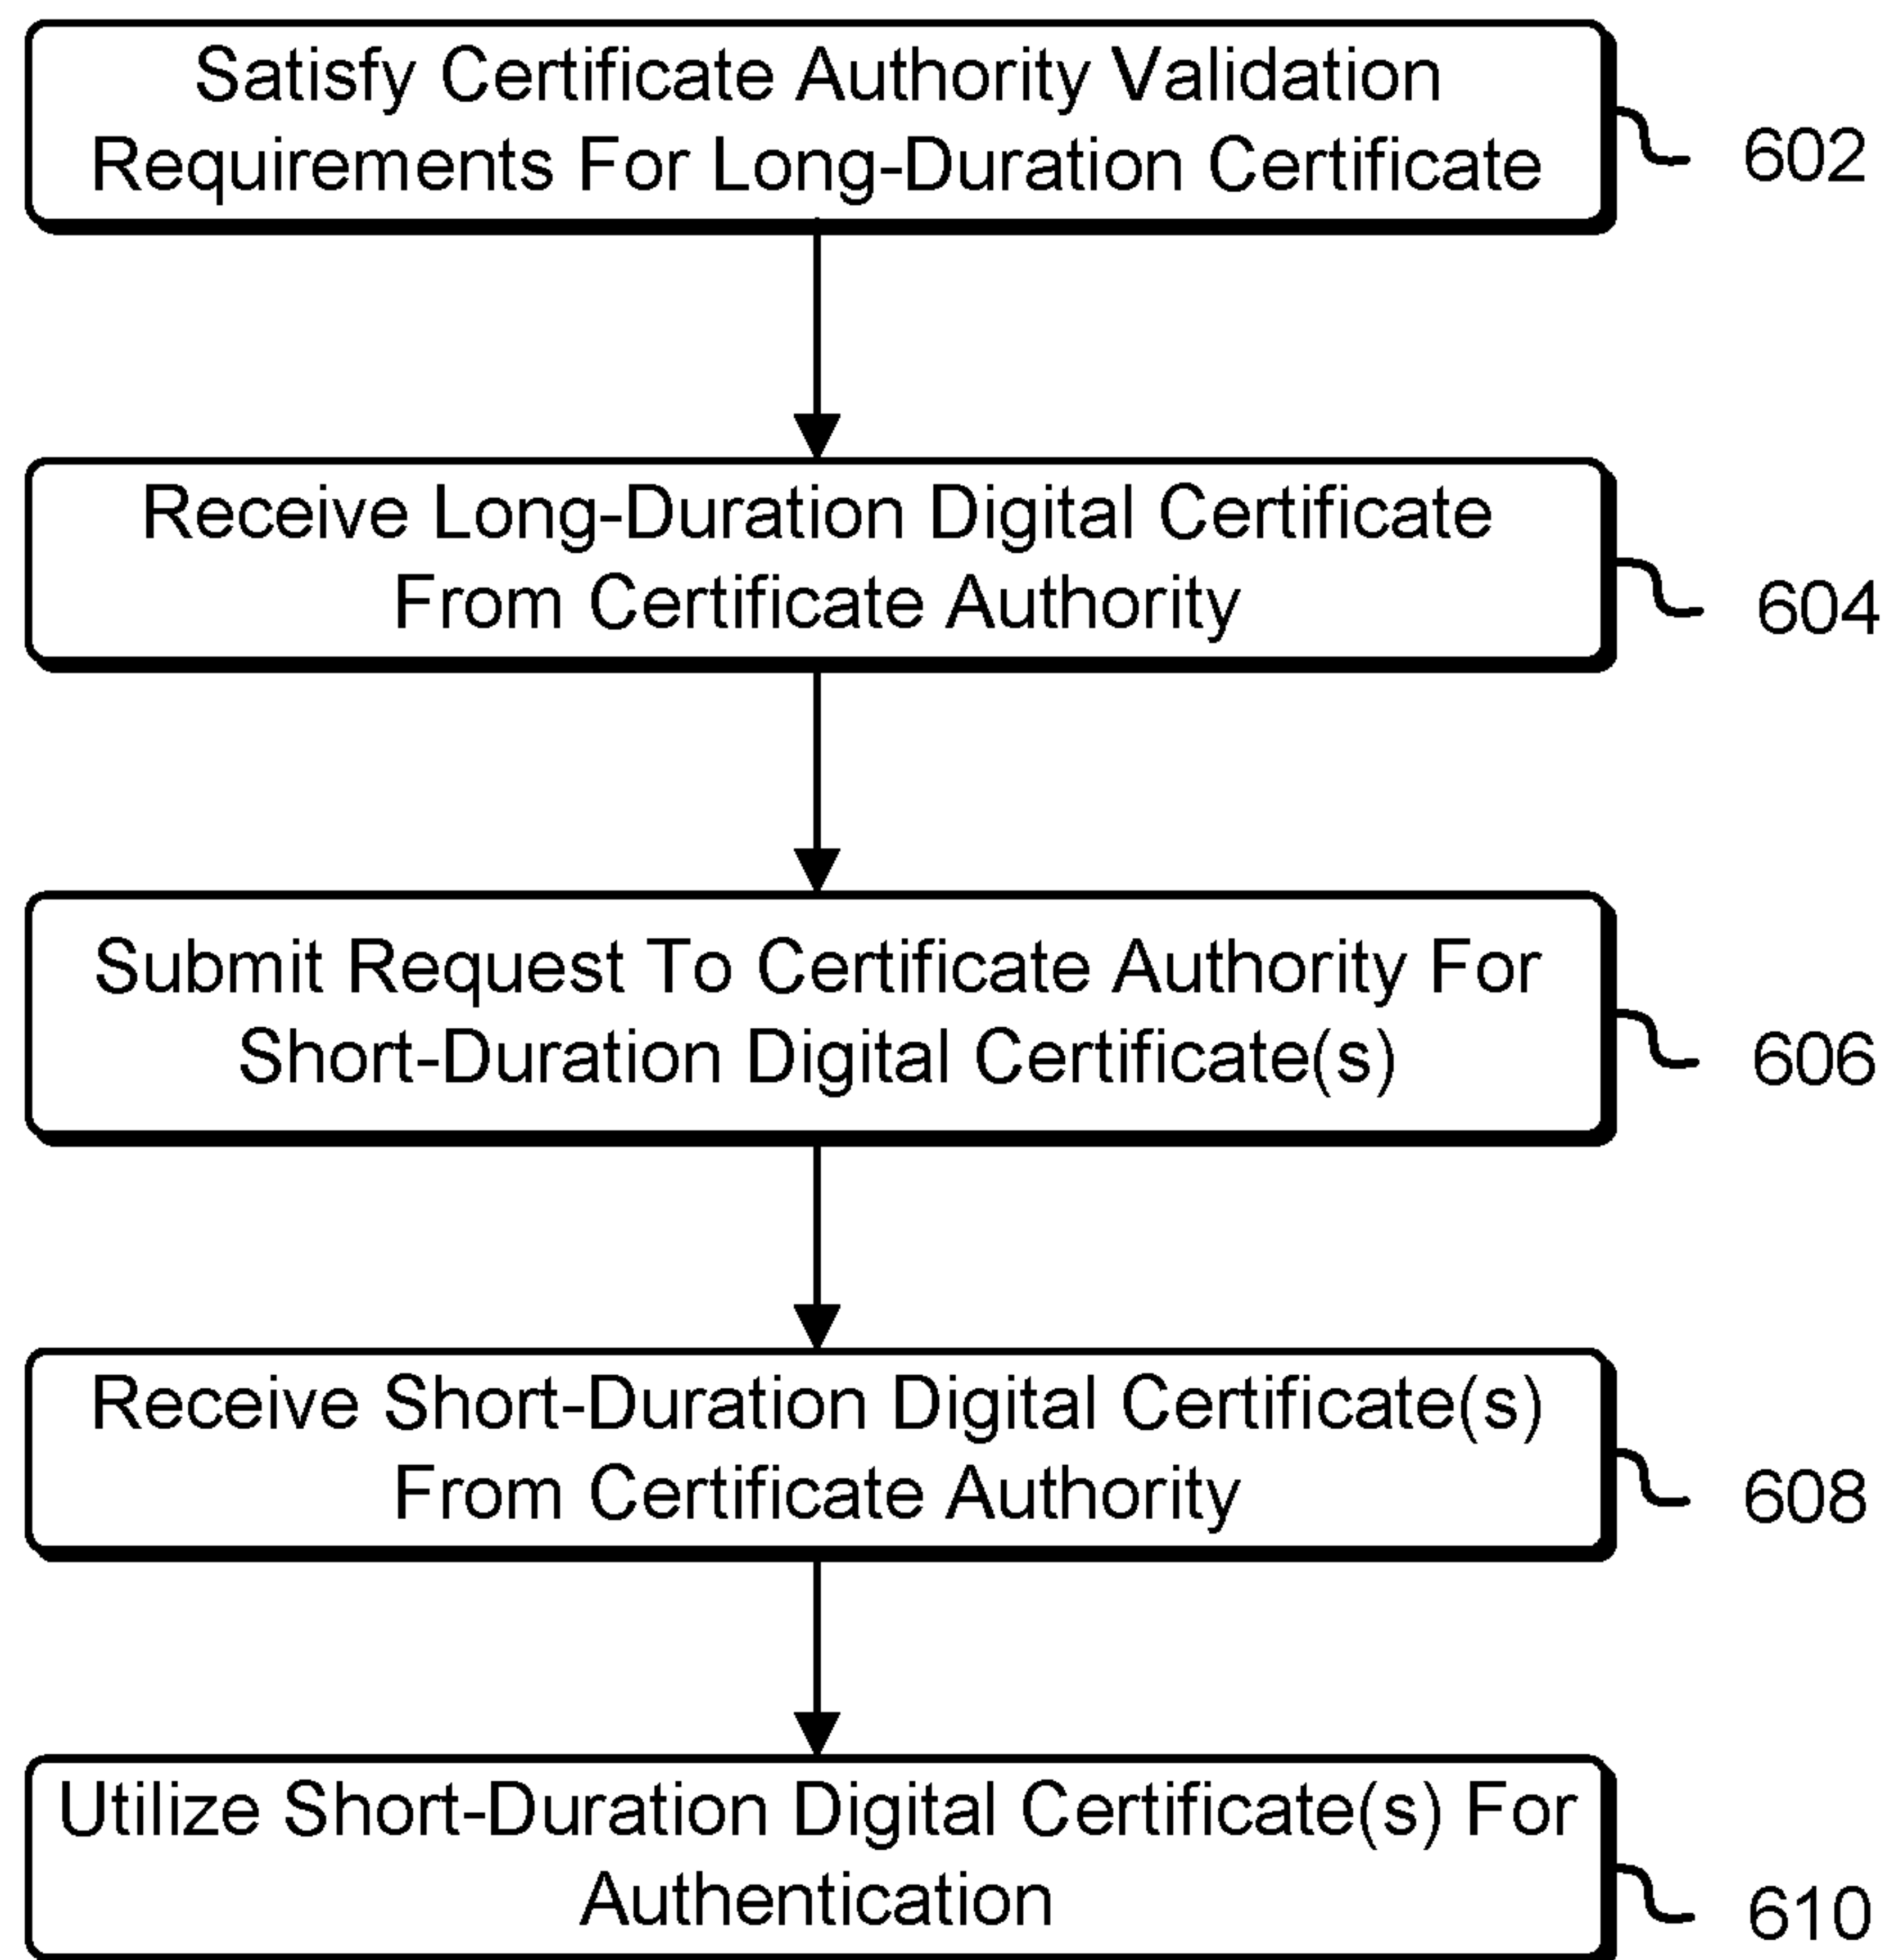 Satisfy Certificate Authority Validation
Requirements For Long-Duration Certificate
602
Receive Long-Duration Digital Certificate
From Certificate Authority
604
Submit Request To Certificate Authority For
Short-Duration Digital Certificate(s)
606
Receive Short-Duration Digital Certificate(s)
From Certificate Authority
608
Utilize Short-Duration Digital Certificate(s) For
Authentication
610